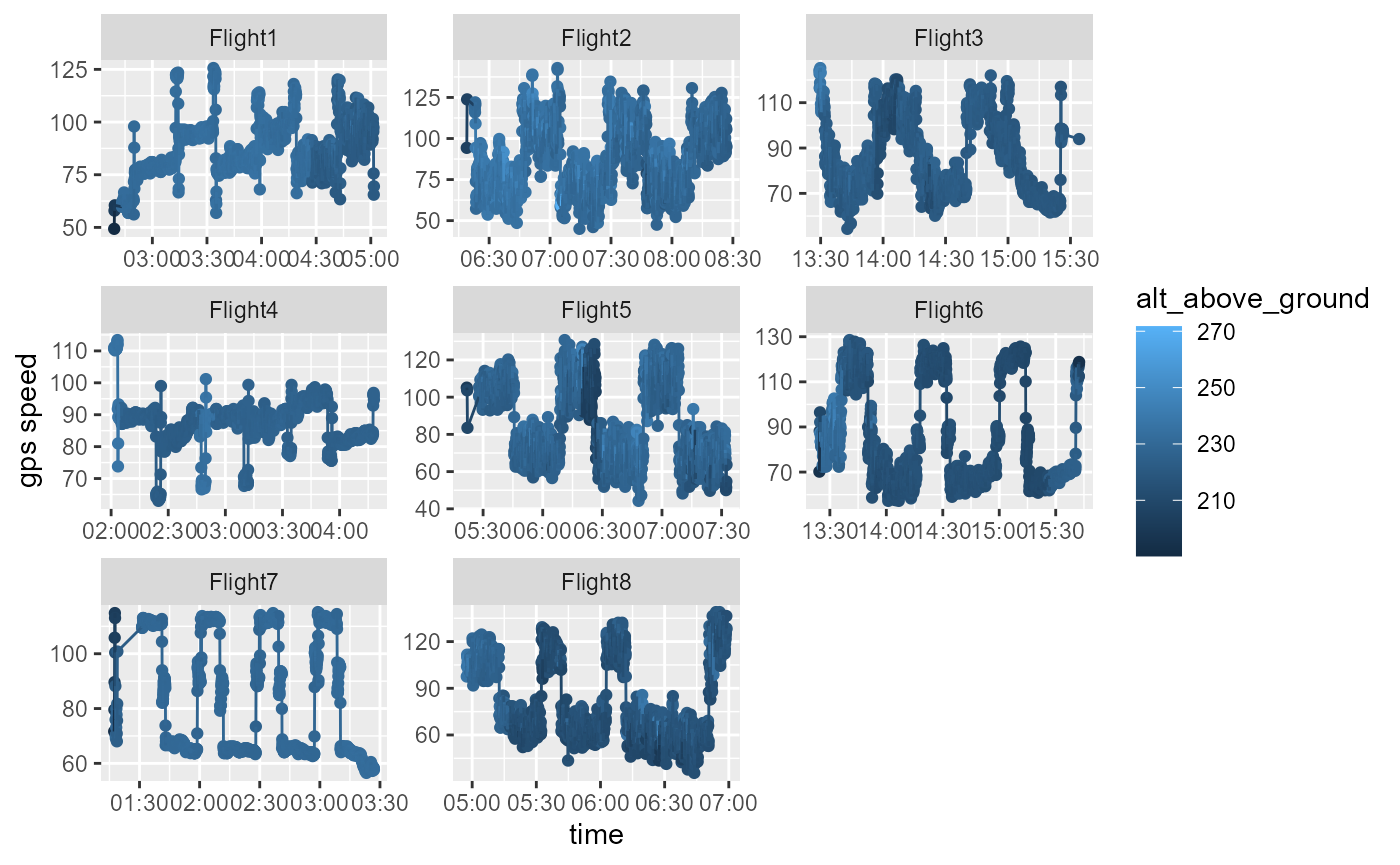 Flight1
Flight2
Flight3
125
100
75
50
03:00 03:30 04:00 04:30 05:00
125
100
75
50
06:30 07:00 07:30 08:00 08:30
110
90
70
13:30 14:00 14:30 15:00 15:30
Flight4
Flight5
Flight6
110
100
90
80
70
02:00 02:30 03:00 03:30 04:00
120
100
80
60
40
05:30 06:00 06:30 07:00 07:30
130
110
90
70
13:30 14:00 14:30 15:00 15:30
Flight7
Flight8
100
80
60
01:30 02:00 02:30 03:00 03:30
120
90
60
05:00 05:30 06:00 06:30 07:00
time
gps speed
alt_above_ground
270
250
230
210